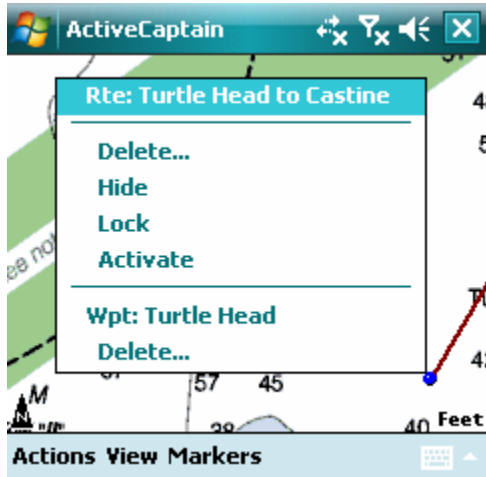 ActiveCaptain
Rte: Turtle Head to Castine
Delete...
Hide
Lock
Activate
Wpt: Turtle Head
Delete...
57 45
M
N
40 Feet
Actions View Markers